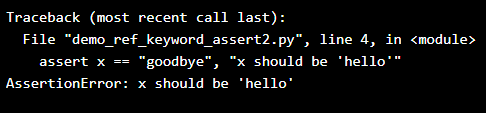 Traceback (most recent call last):
  File "demo_ref_keyword_assert2.py", line 4, in <module>
    assert x == "goodbye", "x should be 'hello'"
AssertionError: x should be 'hello'